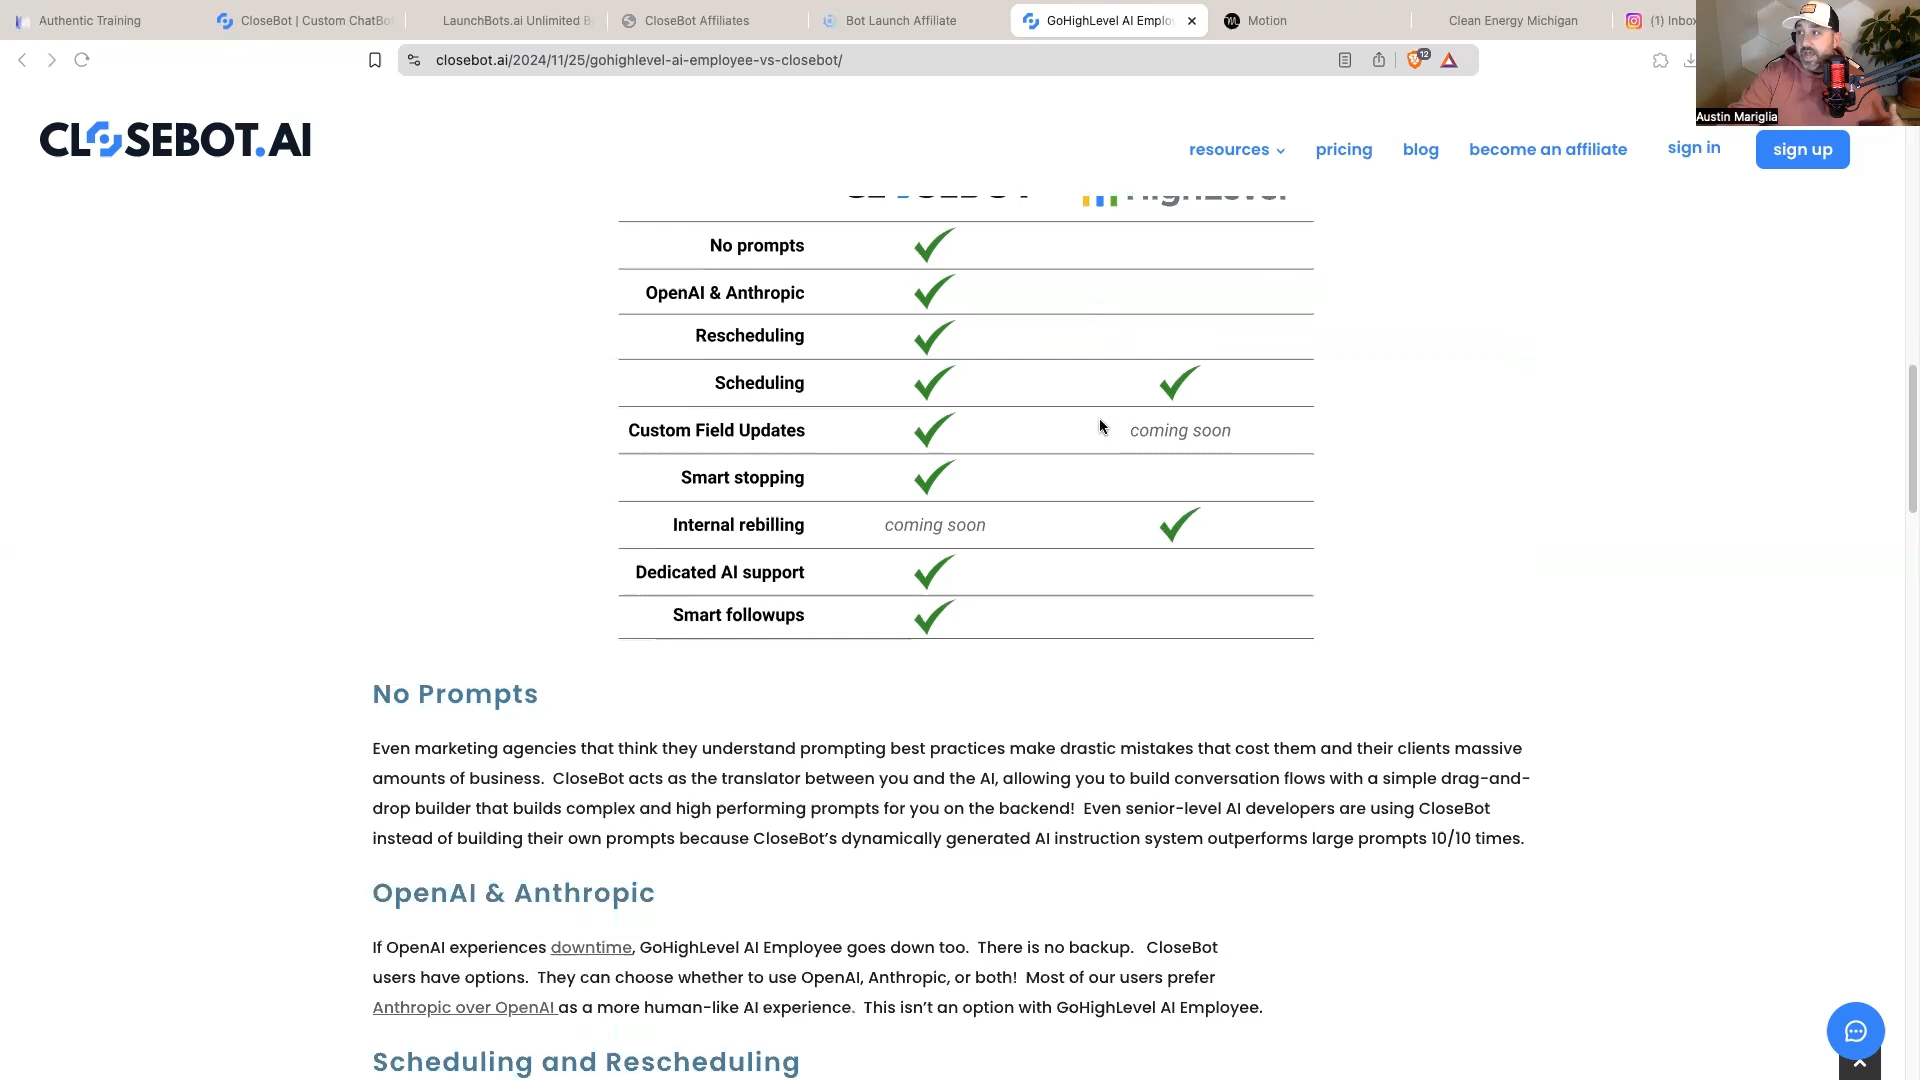 Authentic Training
CloseBot | Custom ChatBo
LaunchBots.ai Unlimited B
CloseBot Affiliates
Bot Launch Affiliate
GoHighLevel AI Emplo
Motion
Clean Energy Michigan
(1) Inbox
closebot.ai/2024/11/25/gohighlevel-ai-employee-vs-closebot/
12
Austin Mariglia
CLOSEBOT.AI
resources
pricing
blog
become an affiliate
sign in
sign up
CLOSEBOT
HighLevel
No prompts
OpenAI & Anthropic
Rescheduling
Scheduling
Custom Field Updates
coming soon
Smart stopping
Internal rebilling
coming soon
Dedicated AI support
Smart followups
No Prompts
Even marketing agencies that think they understand prompting best practices make drastic mistakes that cost them and their clients massive
amounts of business. CloseBot acts as the translator between you and the AI, allowing you to build conversation flows with a simple drag-and-
drop builder that builds complex and high performing prompts for you on the backend! Even senior-level AI developers are using CloseBot
instead of building their own prompts because CloseBot's dynamically generated AI instruction system outperforms large prompts 10/10 times.
OpenAI & Anthropic
If OpenAI experiences downtime, GoHighLevel AI Employee goes down too. There is no backup. CloseBot
users have options. They can choose whether to use OpenAI, Anthropic, or both! Most of our users prefer
Anthropic over OpenAI as a more human-like AI experience. This isn't an option with GoHighLevel AI Employee.
Scheduling and Rescheduling